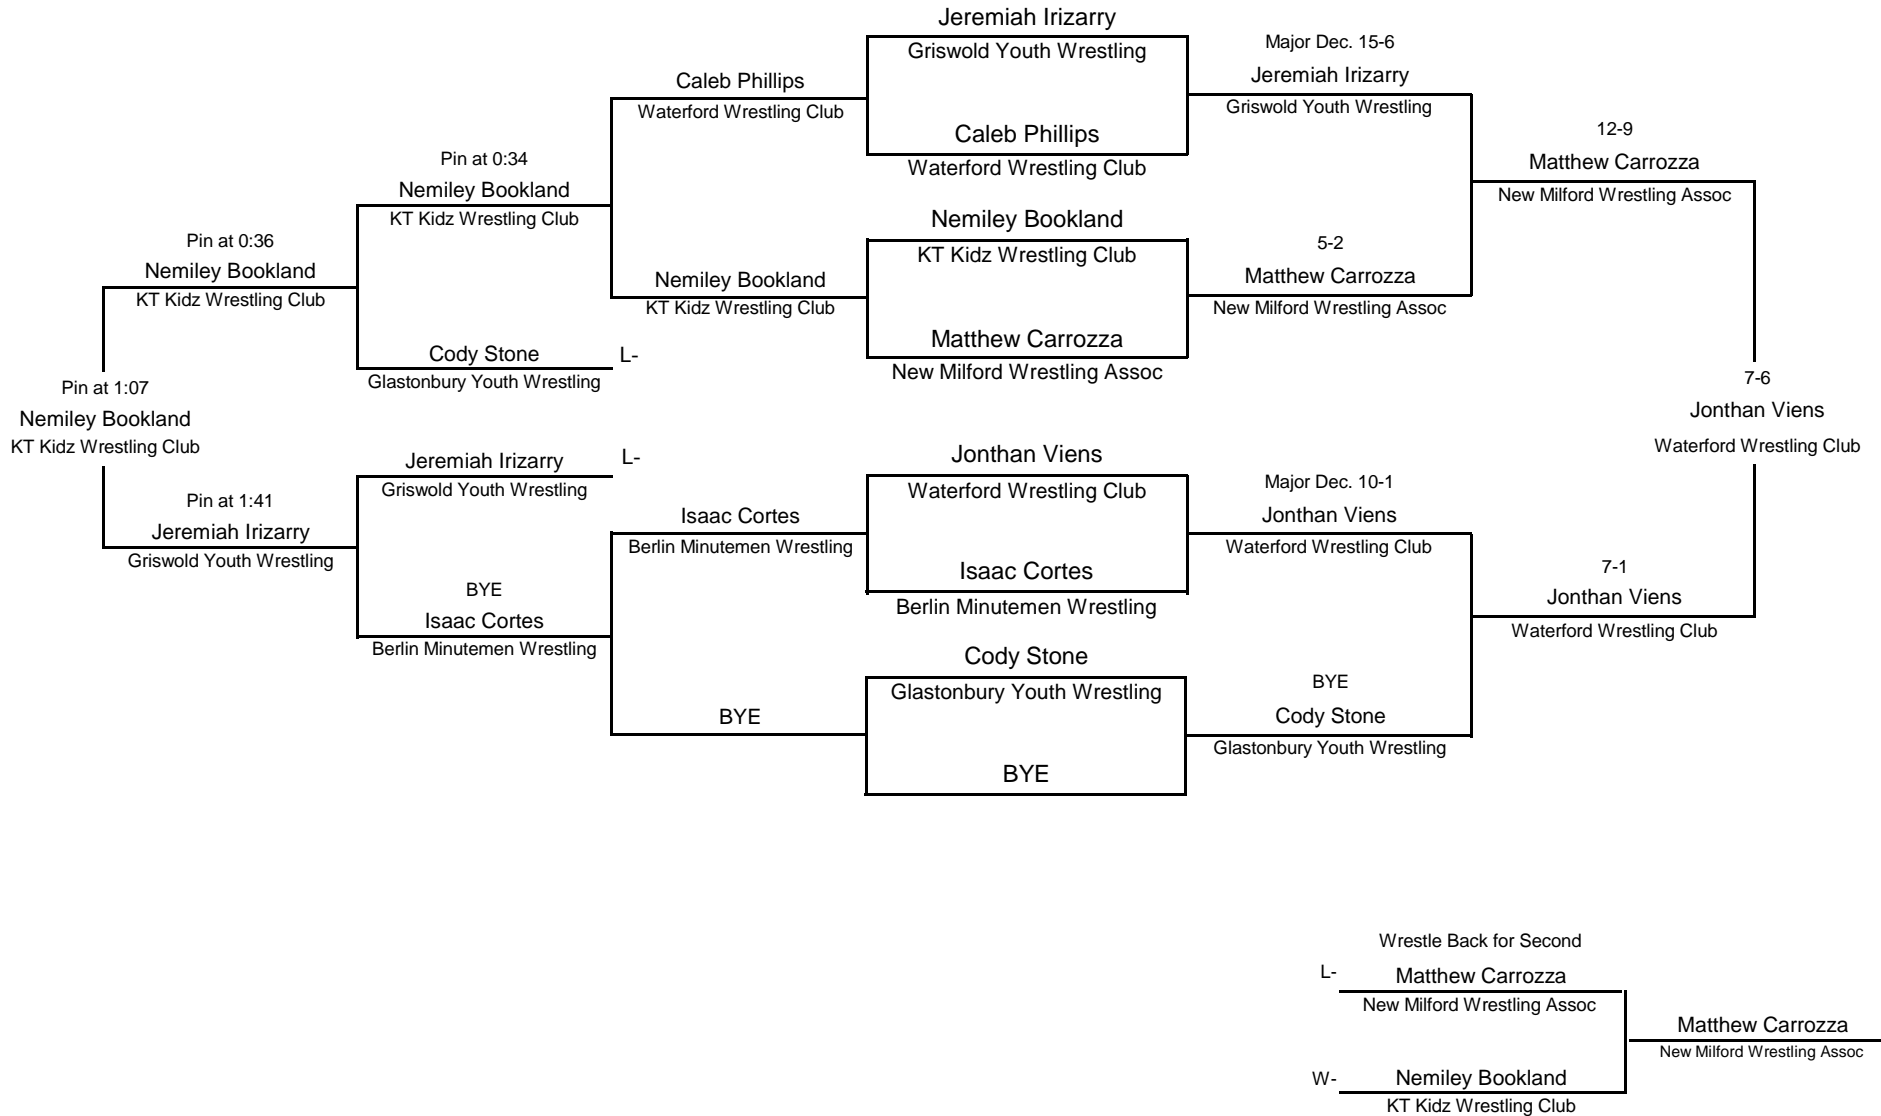 Jeremiah Irizarry
Griswold Youth Wrestling
Caleb Phillips
Waterford Wrestling Club
Nemiley Bookland
KT Kidz Wrestling Club
Matthew Carrozza
New Milford Wrestling Assoc
Jonthan Viens
Waterford Wrestling Club
Isaac Cortes
Berlin Minutemen Wrestling
Cody Stone
Glastonbury Youth Wrestling
BYE
Major Dec. 15-6
Jeremiah Irizarry
Griswold Youth Wrestling
5-2
Matthew Carrozza
New Milford Wrestling Assoc
Major Dec. 10-1
Jonthan Viens
Waterford Wrestling Club
BYE
Cody Stone
Glastonbury Youth Wrestling
12-9
Matthew Carrozza
New Milford Wrestling Assoc
7-1
Jonthan Viens
Waterford Wrestling Club
7-6
Jonthan Viens
Waterford Wrestling Club
Caleb Phillips
Waterford Wrestling Club
Nemiley Bookland
KT Kidz Wrestling Club
Isaac Cortes
Berlin Minutemen Wrestling
BYE
Pin at 0:34
Nemiley Bookland
KT Kidz Wrestling Club
Cody Stone
L-
Glastonbury Youth Wrestling
Jeremiah Irizarry
L-
Griswold Youth Wrestling
BYE
Isaac Cortes
Berlin Minutemen Wrestling
Pin at 0:36
Nemiley Bookland
KT Kidz Wrestling Club
Pin at 1:41
Jeremiah Irizarry
Griswold Youth Wrestling
Pin at 1:07
Nemiley Bookland
KT Kidz Wrestling Club
Wrestle Back for Second
L-
Matthew Carrozza
New Milford Wrestling Assoc
W-
Nemiley Bookland
KT Kidz Wrestling Club
Matthew Carrozza
New Milford Wrestling Assoc